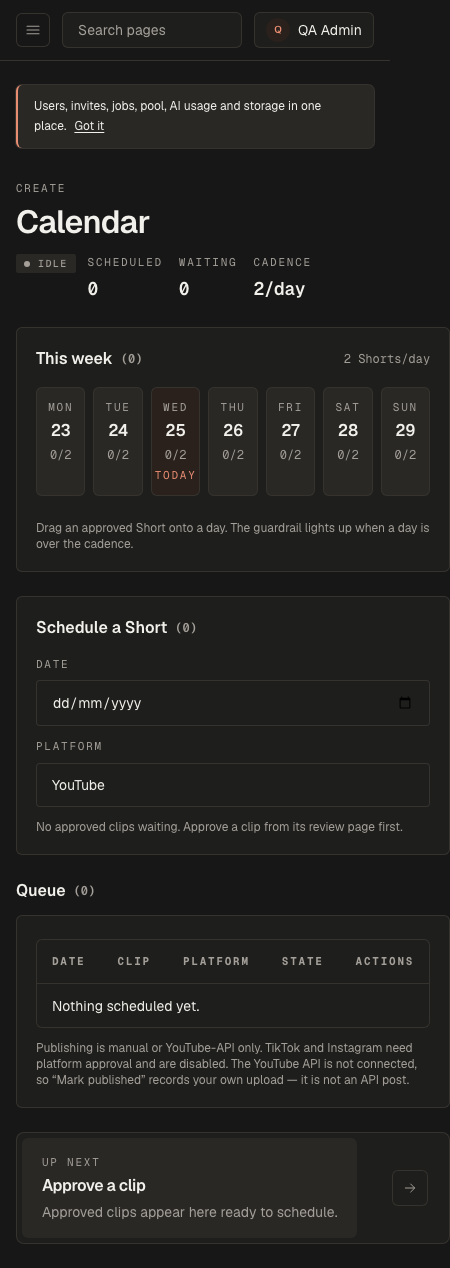 Search pages
Q
QA Admin
Users, invites, jobs, pool, AI usage and storage in one
place. Got it
CREATE
Calendar
IDLE
SCHEDULED
WAITING
CADENCE
0
0
2/day
This week (0)
2 Shorts/day
MON TUE WED THU FRI SAT SUN
23 24 25 26 27 28 29
0/2 0/2 0/2 0/2 0/2 0/2 0/2
TODAY
Drag an approved Short onto a day. The guardrail lights up when a day is
over the cadence.
Schedule a Short (0)
DATE
dd/mm/yyyy
PLATFORM
YouTube
No approved clips waiting. Approve a clip from its review page first.
Queue (0)
DATE CLIP PLATFORM STATE ACTIONS
Nothing scheduled yet.
Publishing is manual or YouTube-API only. TikTok and Instagram need
platform approval and are disabled. The YouTube API is not connected,
so “Mark published” records your own upload — it is not an API post.
UP NEXT
Approve a clip
Approved clips appear here ready to schedule.